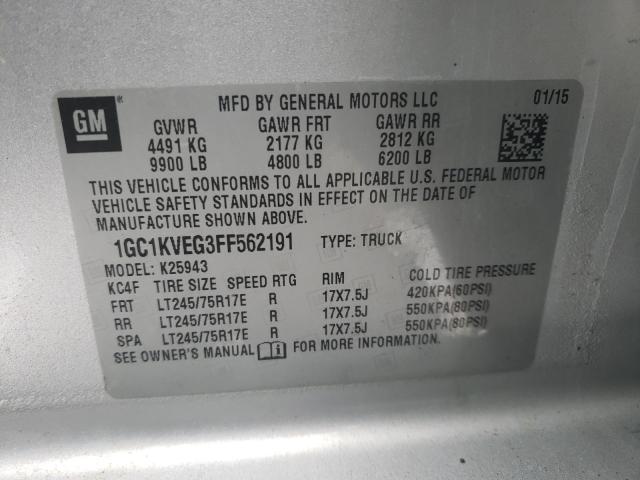 GM
MFD BY GENERAL MOTORS LLC 01/15
GVWR GAWR FRT GAWR RR
4491 KG 2177 KG 2812 KG
9900 LB 4800 LB 6200 LB
THIS VEHICLE CONFORMS TO ALL APPLICABLE U.S. FEDERAL MOTOR
VEHICLE SAFETY STANDARDS IN EFFECT ON THE DATE OF
MANUFACTURE SHOWN ABOVE.
1GC1KVEG3FF562191 TYPE: TRUCK
MODEL: K25943
KC4F TIRE SIZE SPEED RTG RIM COLD TIRE PRESSURE
FRT LT245/75R17E R 17X7.5J 420KPA(60PSI)
RR LT245/75R17E R 17X7.5J 550KPA(80PSI)
SPA LT245/75R17E R 17X7.5J 550KPA(80PSI)
SEE OWNER'S MANUAL FOR MORE INFORMATION.